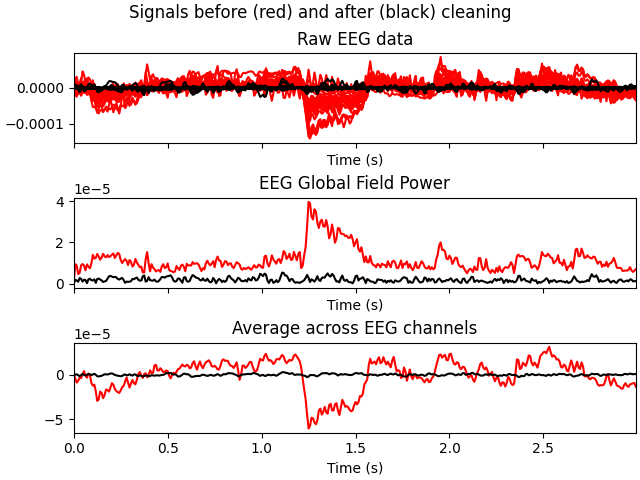 Signals before (red) and after (black) cleaning
Raw EEG data
0.0000
−0.0001
Time (s)
EEG Global Field Power
1e−5
4
2
0
Time (s)
Average across EEG channels
1e−5
0
−5
0.0 0.5 1.0 1.5 2.0 2.5
Time (s)